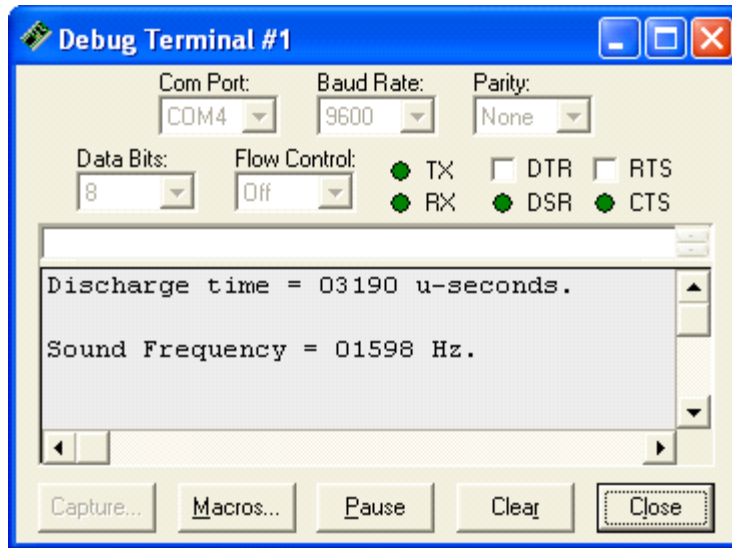 Debug Terminal #1
Com Port: Baud Rate: Parity:
COM4 9600 None
Data Bits: Flow Control: TX DTR RTS
8 Off RX DSR CTS
Discharge time = 03190 u-seconds.
Sound Frequency = 01598 Hz.
Capture... Macros... Pause Clear Close